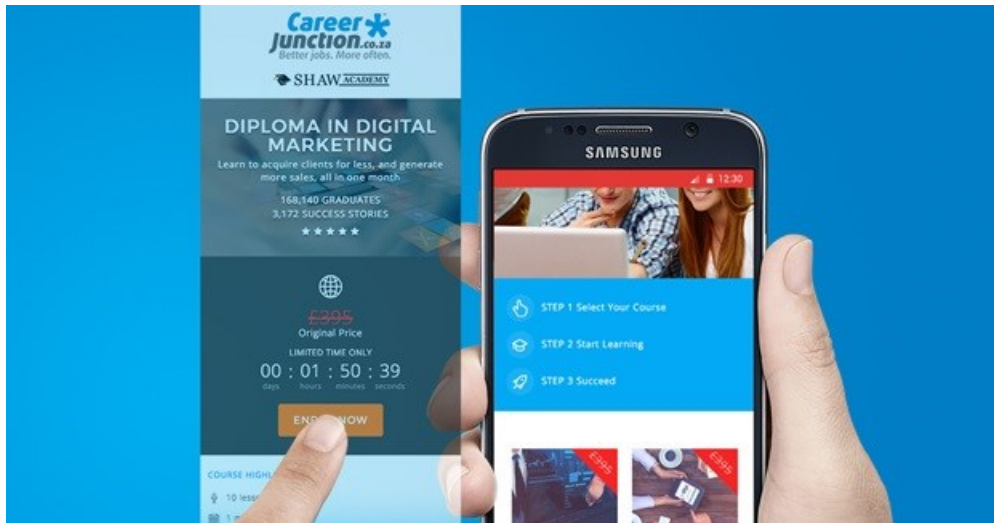 Career
Junction.co.za
Better jobs. More often.
SHAW ACADEMY
DIPLOMA IN DIGITAL
MARKETING
Learn to acquire clients for less, and generate
more sales, all in one month
168,140 GRADUATES
3,172 SUCCESS STORIES
£395
Original Price
LIMITED TIME ONLY
00 : 01 : 50 : 39
days hours minutes seconds
NOW
COURSE
10
1
SAMSUNG
12:30
STEP 1 Select Your Course
STEP 2 Start Learning
STEP 3 Succeed
£395
£395